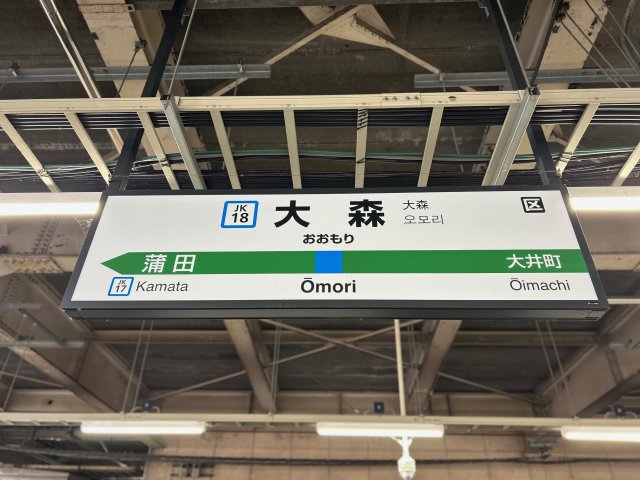 JK
18
大森
大森
오모리
区
おおもり
蒲田
大井町
JK
17
Kamata
Ōmori
Ōimachi